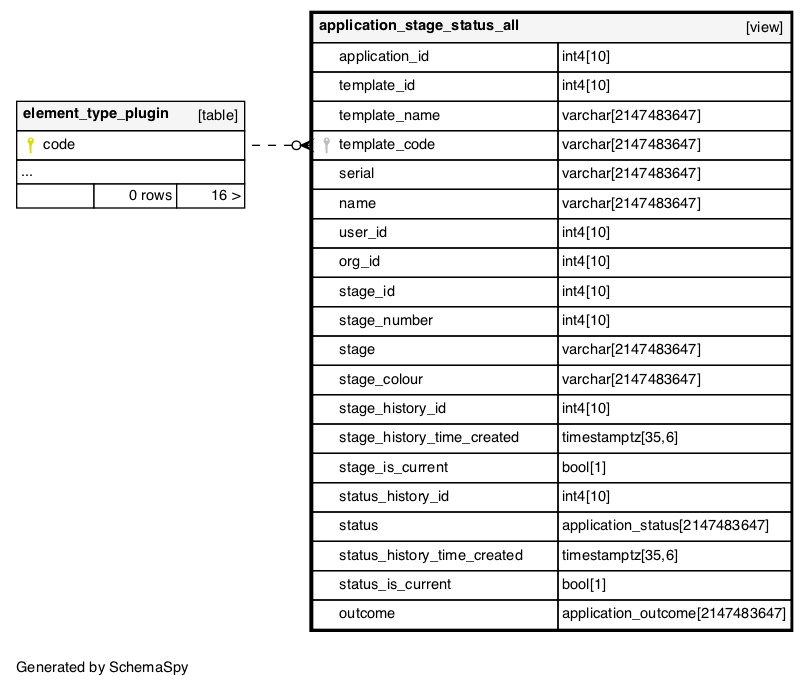 element_type_plugin [table]
code
...
0 rows 16 >
application_stage_status_all [view]
application_id int4[10]
template_id int4[10]
template_name varchar[2147483647]
template_code varchar[2147483647]
serial varchar[2147483647]
name varchar[2147483647]
user_id int4[10]
org_id int4[10]
stage_id int4[10]
stage_number int4[10]
stage varchar[2147483647]
stage_colour varchar[2147483647]
stage_history_id int4[10]
stage_history_time_created timestamptz[35,6]
stage_is_current bool[1]
status_history_id int4[10]
status application_status[2147483647]
status_history_time_created timestamptz[35,6]
status_is_current bool[1]
outcome application_outcome[2147483647]
Generated by SchemaSpy